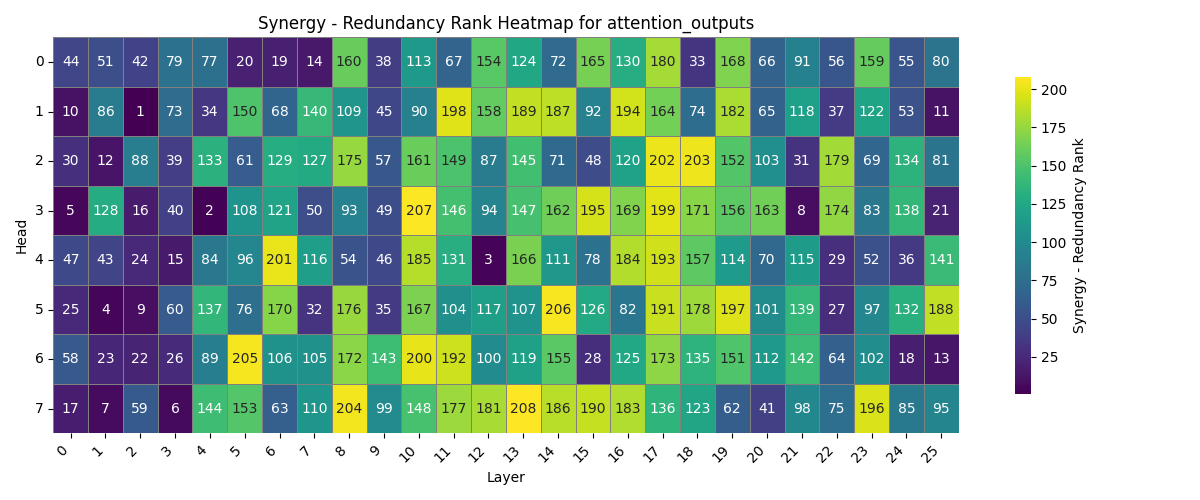 Synergy - Redundancy Rank Heatmap for attention_outputs
0 44 51 42 79 77 20 19 14 160 38 113 67 154 124 72 165 130 180 33 168 66 91 56 159 55 80
1 10 86 1 73 34 150 68 140 109 45 90 198 158 189 187 92 194 164 74 182 65 118 37 122 53 11
2 30 12 88 39 133 61 129 127 175 57 161 149 87 145 71 48 120 202 203 152 103 31 179 69 134 81
3 5 128 16 40 2 108 121 50 93 49 207 146 94 147 162 195 169 199 171 156 163 8 174 83 138 21
4 47 43 24 15 84 96 201 116 54 46 185 131 3 166 111 78 184 193 157 114 70 115 29 52 36 141
5 25 4 9 60 137 76 170 32 176 35 167 104 117 107 206 126 82 191 178 197 101 139 27 97 132 188
6 58 23 22 26 89 205 106 105 172 143 200 192 100 119 155 28 125 173 135 151 112 142 64 102 18 13
7 17 7 59 6 144 153 63 110 204 99 148 177 181 208 186 190 183 136 123 62 41 98 75 196 85 95
0 1 2 3 4 5 6 7 8 9 10 11 12 13 14 15 16 17 18 19 20 21 22 23 24 25
Layer
Head
200
175
150
125
100
75
50
25
Synergy - Redundancy Rank